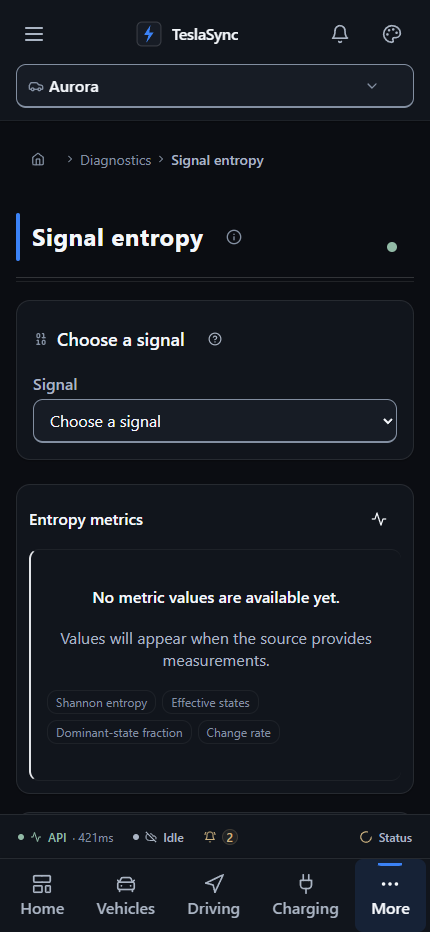 TeslaSync
Aurora
Diagnostics
Signal entropy
Signal entropy
01
10
Choose a signal
Signal
Choose a signal
Entropy metrics
No metric values are available yet.
Values will appear when the source provides
measurements.
Shannon entropy
Effective states
Dominant-state fraction
Change rate
API · 421ms
Idle
2
Status
Home
Vehicles
Driving
Charging
More